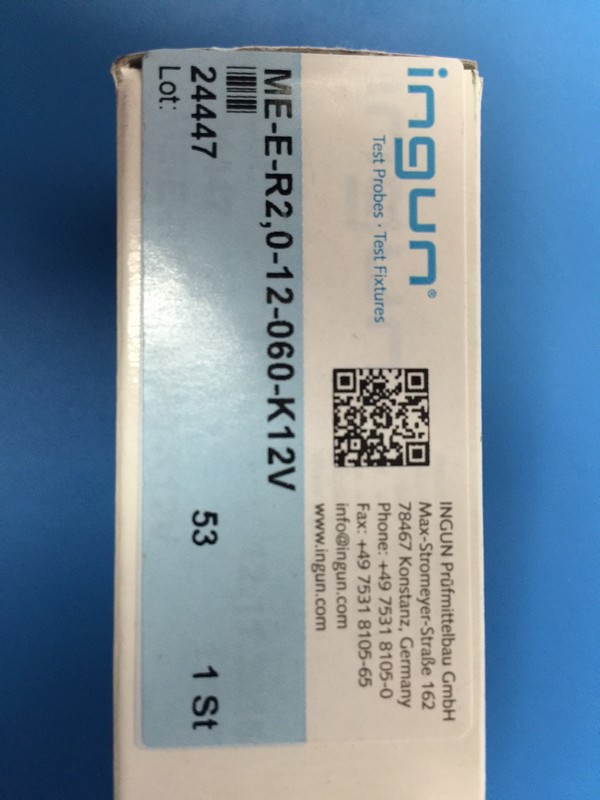 ingun®
Test Probes · Test Fixtures
INGUN Prüfmittelbau GmbH
Max-Stromeyer-Straße 162
78467 Konstanz, Germany
Phone: +49 7531 8105-0
Fax: +49 7531 8105-65
info@ingun.com
www.ingun.com
ME-E-R2,0-12-060-K12V
24447 53 1 St
Lot: